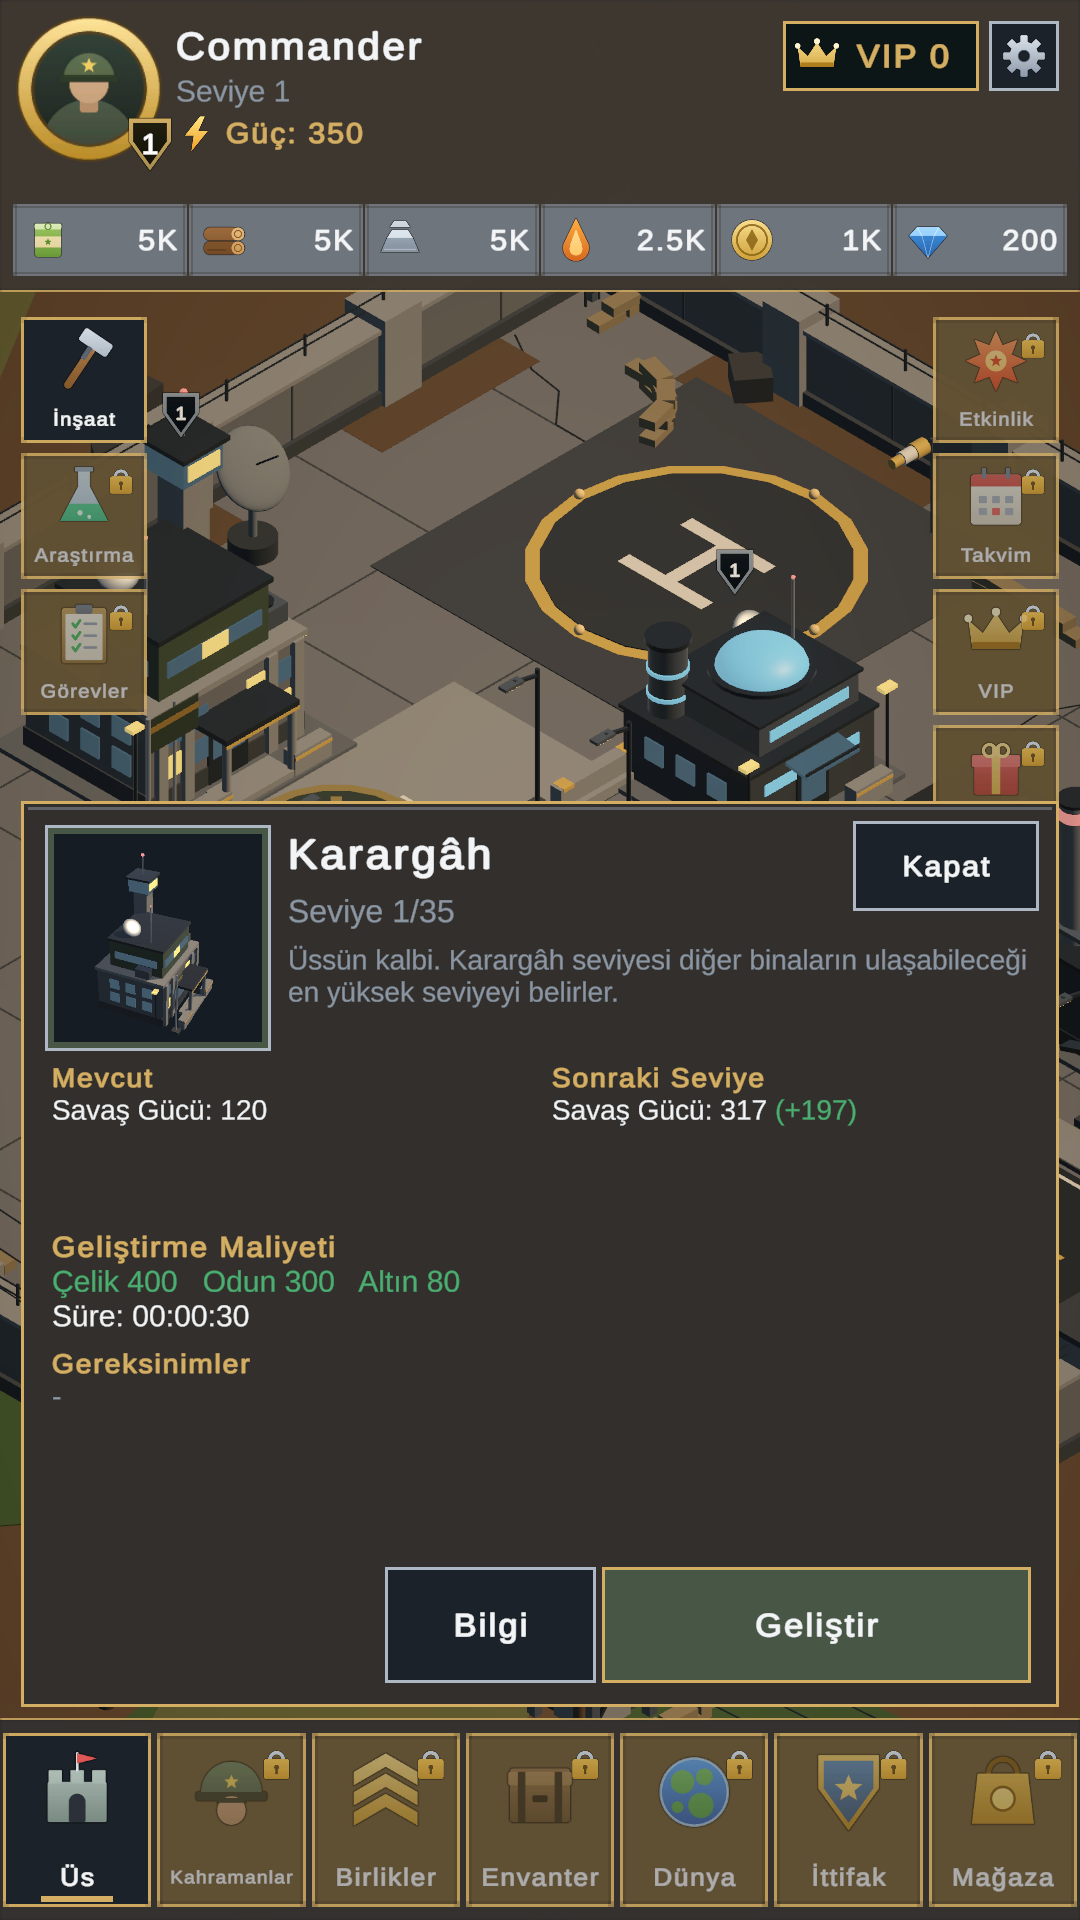 Commander
Seviye 1
1
Güç: 350
VIP 0
5K
5K
5K
2.5K
1K
200
İnşaat
Araştırma
Görevler
1
H
1
Etkinlik
Takvim
VIP
Karargâh
Seviye 1/35
Kapat
Üssün kalbi. Karargâh seviyesi diğer binaların ulaşabileceği
en yüksek seviyeyi belirler.
Mevcut
Savaş Gücü: 120
Sonraki Seviye
Savaş Gücü: 317 (+197)
Geliştirme Maliyeti
Çelik 400 Odun 300 Altın 80
Süre: 00:00:30
Gereksinimler
-
Bilgi
Geliştir
Üs
Kahramanlar
Birlikler
Envanter
Dünya
İttifak
Mağaza